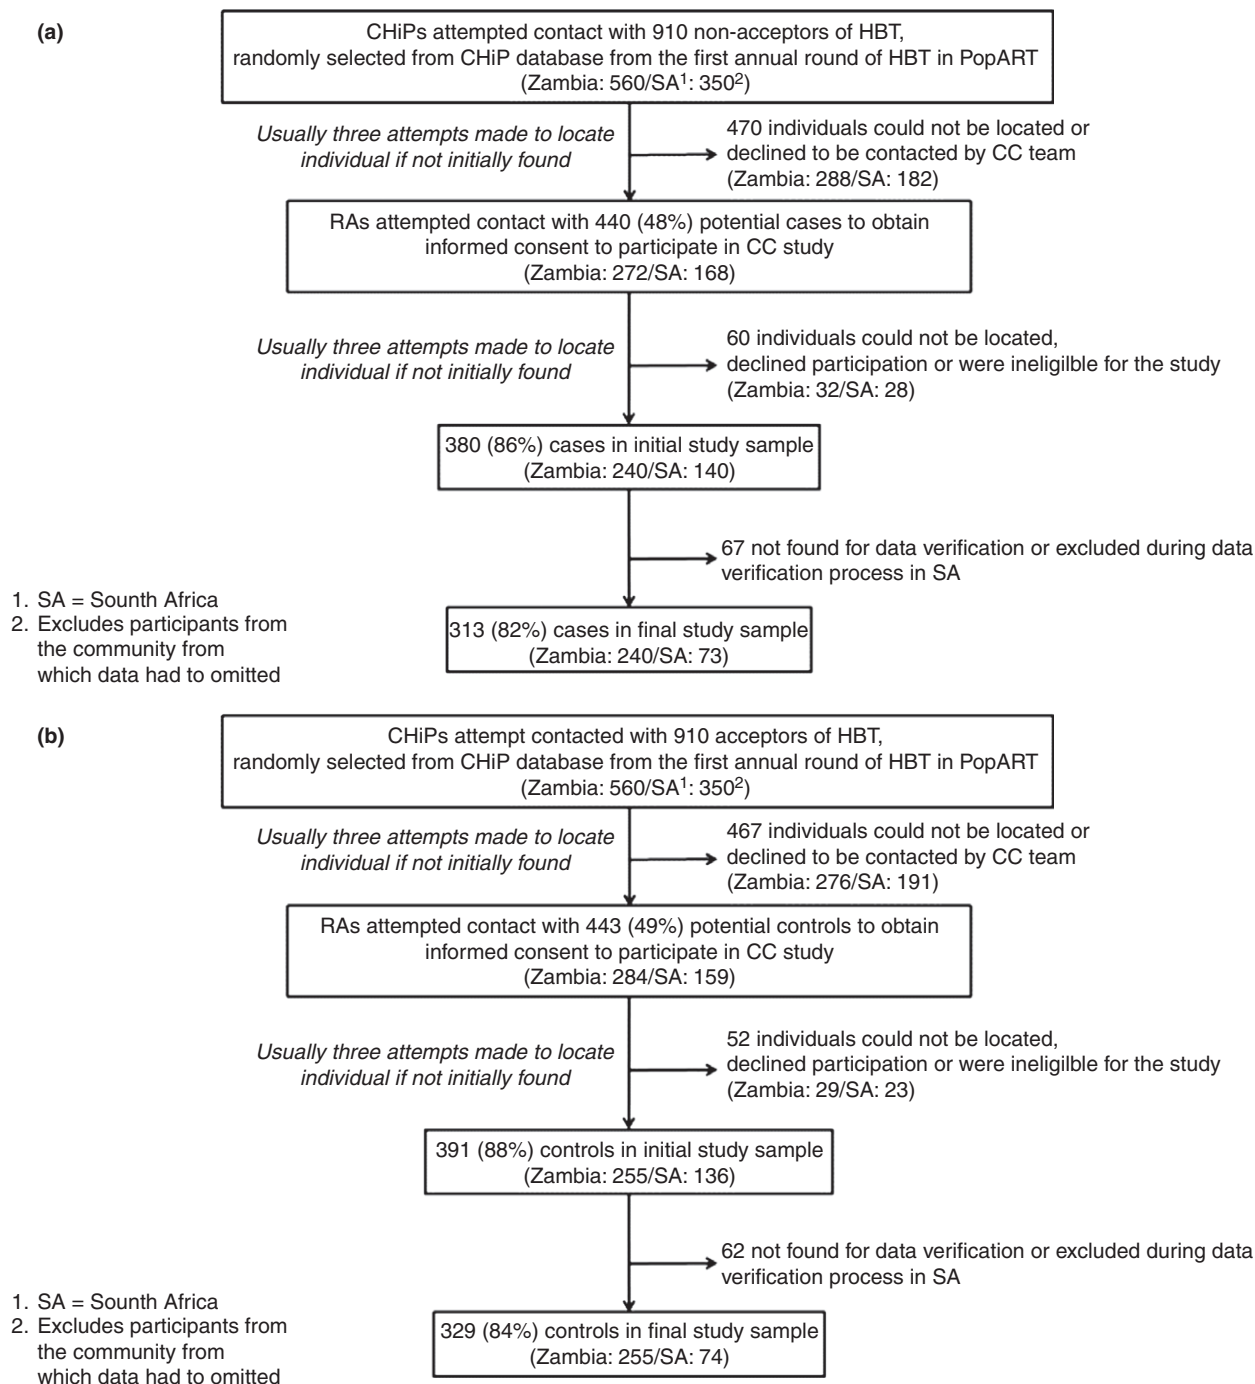 (a)
CHiPs attempted contact with 910 non-acceptors of HBT,
randomly selected from CHiP database from the first annual round of HBT in PopART
(Zambia: 560/SA¹: 350²)
Usually three attempts made to locate
individual if not initially found
470 individuals could not be located or
declined to be contacted by CC team
(Zambia: 288/SA: 182)
RAs attempted contact with 440 (48%) potential cases to obtain
informed consent to participate in CC study
(Zambia: 272/SA: 168)
Usually three attempts made to locate
individual if not initially found
60 individuals could not be located,
declined participation or were ineligilble for the study
(Zambia: 32/SA: 28)
380 (86%) cases in initial study sample
(Zambia: 240/SA: 140)
67 not found for data verification or excluded during data
verification process in SA
1. SA = Sounth Africa
2. Excludes participants from
the community from
which data had to omitted
313 (82%) cases in final study sample
(Zambia: 240/SA: 73)
(b)
CHiPs attempt contacted with 910 acceptors of HBT,
randomly selected from CHiP database from the first annual round of HBT in PopART
(Zambia: 560/SA¹: 350²)
Usually three attempts made to locate
individual if not initially found
467 individuals could not be located or
declined to be contacted by CC team
(Zambia: 276/SA: 191)
RAs attempted contact with 443 (49%) potential controls to obtain
informed consent to participate in CC study
(Zambia: 284/SA: 159)
Usually three attempts made to locate
individual if not initially found
52 individuals could not be located,
declined participation or were ineligilble for the study
(Zambia: 29/SA: 23)
391 (88%) controls in initial study sample
(Zambia: 255/SA: 136)
62 not found for data verification or excluded during data
verification process in SA
1. SA = Sounth Africa
2. Excludes participants from
the community from
which data had to omitted
329 (84%) controls in final study sample
(Zambia: 255/SA: 74)